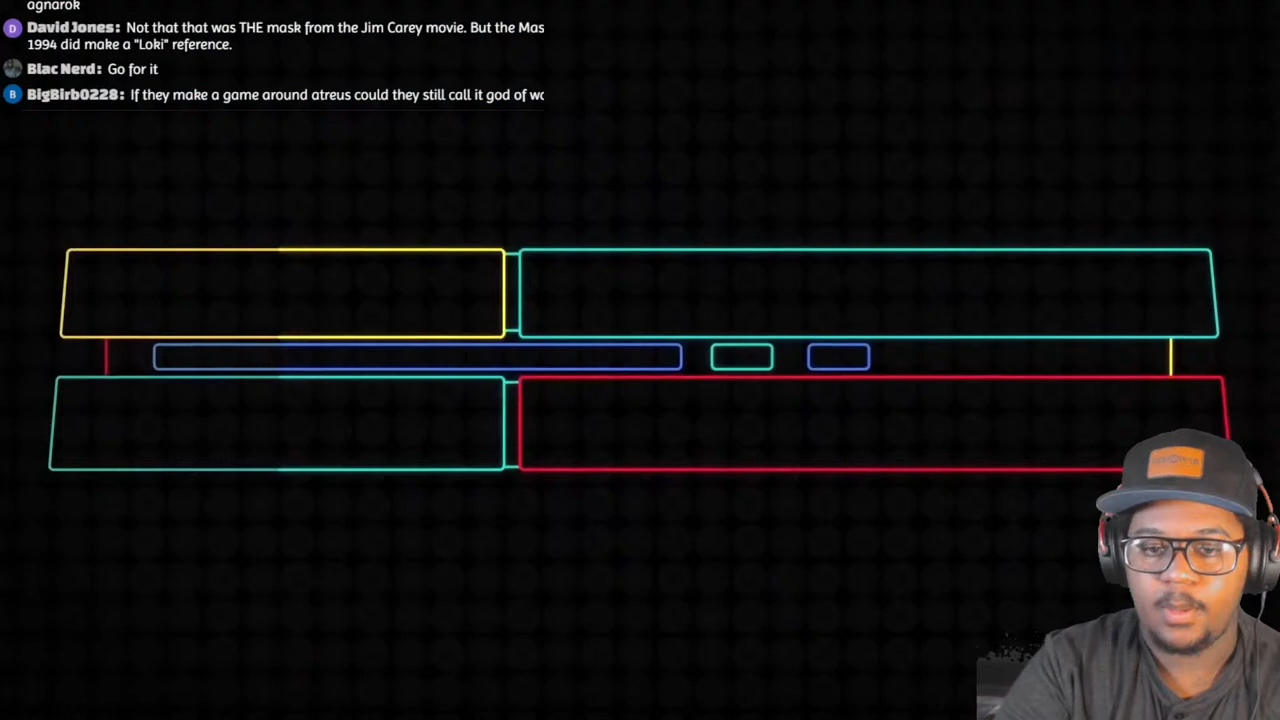 agnarok
David Jones: Not that that was THE mask from the Jim Carey movie. But the Mas
1994 did make a "Loki" reference.
Blac Nerd: Go for it
BigBirb0228: If they make a game around atreus could they still call it god of wo
D
B